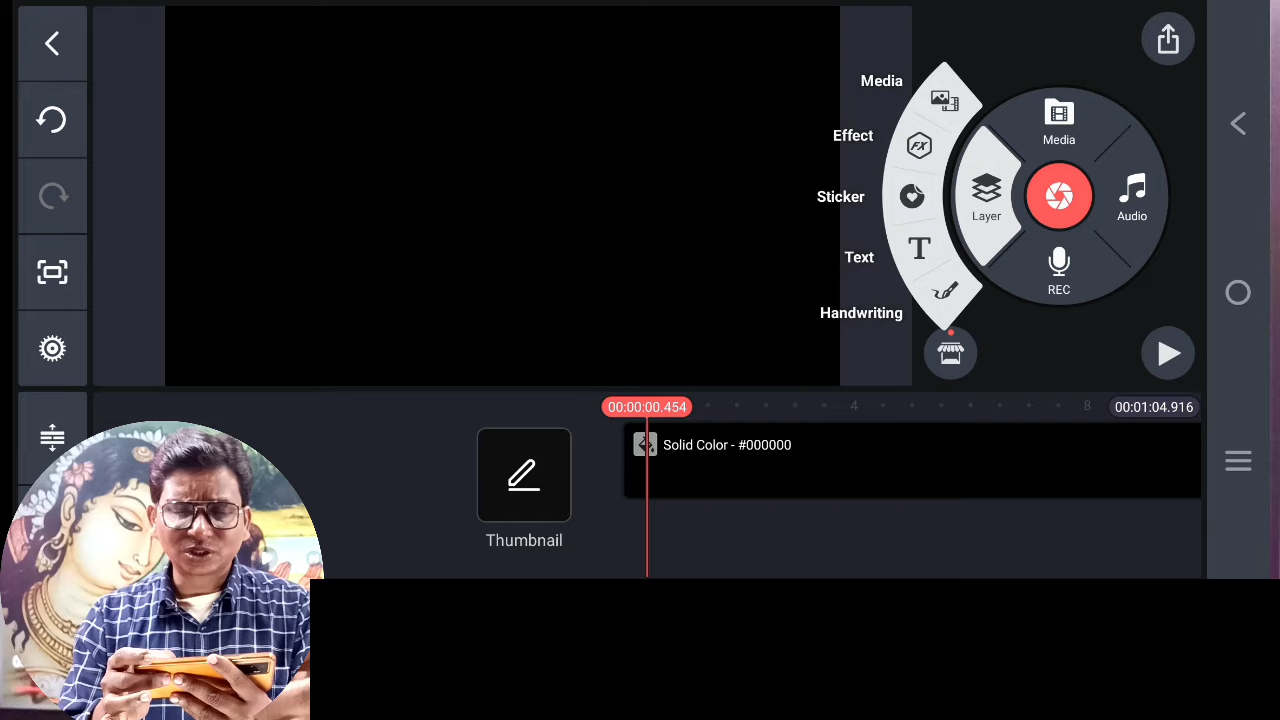 Media
Effect
Sticker
Text
Handwriting
Media
Layer
Audio
REC
FX
T
00:00:00.454
4
8
00:01:04.916
Solid Color - #000000
Thumbnail